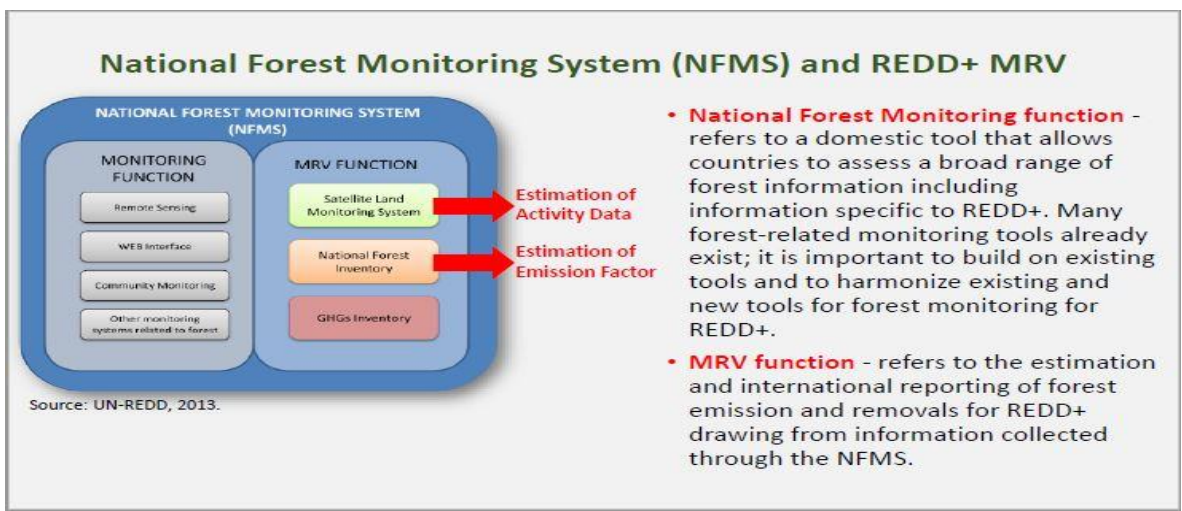 National Forest Monitoring System (NFMS) and REDD+ MRV
NATIONAL FOREST MONITORING SYSTEM
(NFMS)
MONITORING
FUNCTION
Remote Sensing
WEB Interface
Community Monitoring
Other monitoring
systems related to forest
MRV FUNCTION
Satellite Land
Monitoring System
National Forest
Inventory
GHGs Inventory
Estimation of
Activity Data
Estimation of
Emission Factor
Source: UN-REDD, 2013.
• National Forest Monitoring function -
refers to a domestic tool that allows
countries to assess a broad range of
forest information including
information specific to REDD+. Many
forest-related monitoring tools already
exist; it is important to build on existing
tools and to harmonize existing and
new tools for forest monitoring for
REDD+.
• MRV function - refers to the estimation
and international reporting of forest
emission and removals for REDD+
drawing from information collected
through the NFMS.